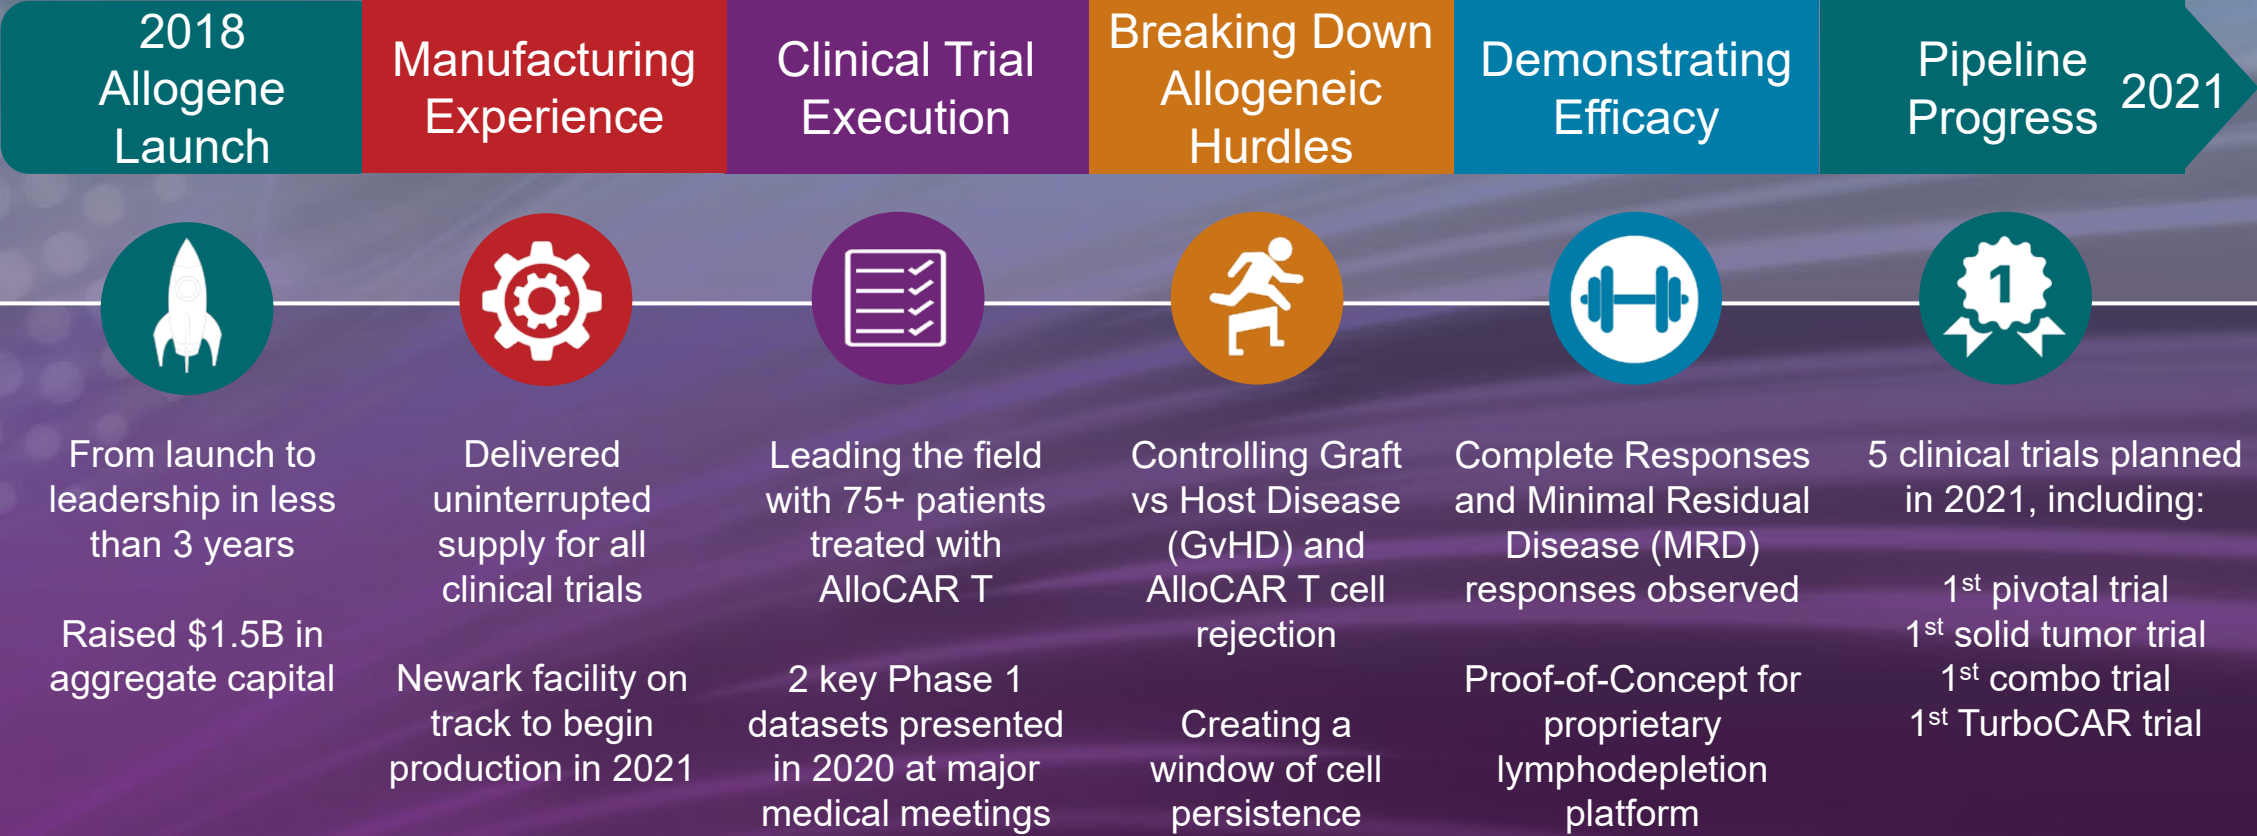 2018
Allogene
Launch
Manufacturing
Experience
Clinical Trial
Execution
Breaking Down
Allogeneic
Hurdles
Demonstrating
Efficacy
Pipeline
Progress
2021
1
From launch to
leadership in less
than 3 years
Raised $1.5B in
aggregate capital
Delivered
uninterrupted
supply for all
clinical trials
Newark facility on
track to begin
production in 2021
Leading the field
with 75+ patients
treated with
AlloCAR T
2 key Phase 1
datasets presented
in 2020 at major
medical meetings
Controlling Graft
vs Host Disease
(GvHD) and
AlloCAR T cell
rejection
Creating a
window of cell
persistence
Complete Responses
and Minimal Residual
Disease (MRD)
responses observed
Proof-of-Concept for
proprietary
lymphodepletion
platform
5 clinical trials planned
in 2021, including:
1st pivotal trial
1st solid tumor trial
1st combo trial
1st TurboCAR trial